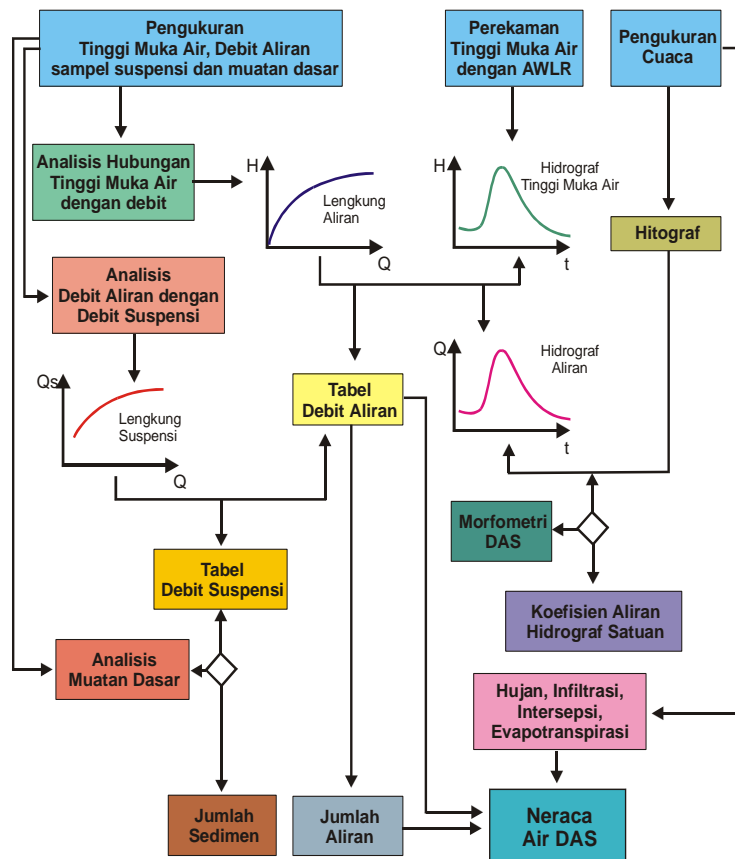 Pengukuran
Tinggi Muka Air, Debit Aliran
sampel suspensi dan muatan dasar
Perekaman
Tinggi Muka Air
dengan AWLR
Pengukuran
Cuaca
Analisis Hubungan
Tinggi Muka Air
dengan debit
H
Lengkung
Aliran
Q
H
Hidrograf
Tinggi Muka Air
t
Hitograf
Analisis
Debit Aliran dengan
Debit Suspensi
Qs
Lengkung
Suspensi
Q
Tabel
Debit Aliran
Q
Hidrograf
Aliran
t
Morfometri
DAS
Tabel
Debit Suspensi
Koefisien Aliran
Hidrograf Satuan
Analisis
Muatan Dasar
Hujan, Infiltrasi,
Intersepsi,
Evapotranspirasi
Jumlah
Sedimen
Jumlah
Aliran
Neraca
Air DAS